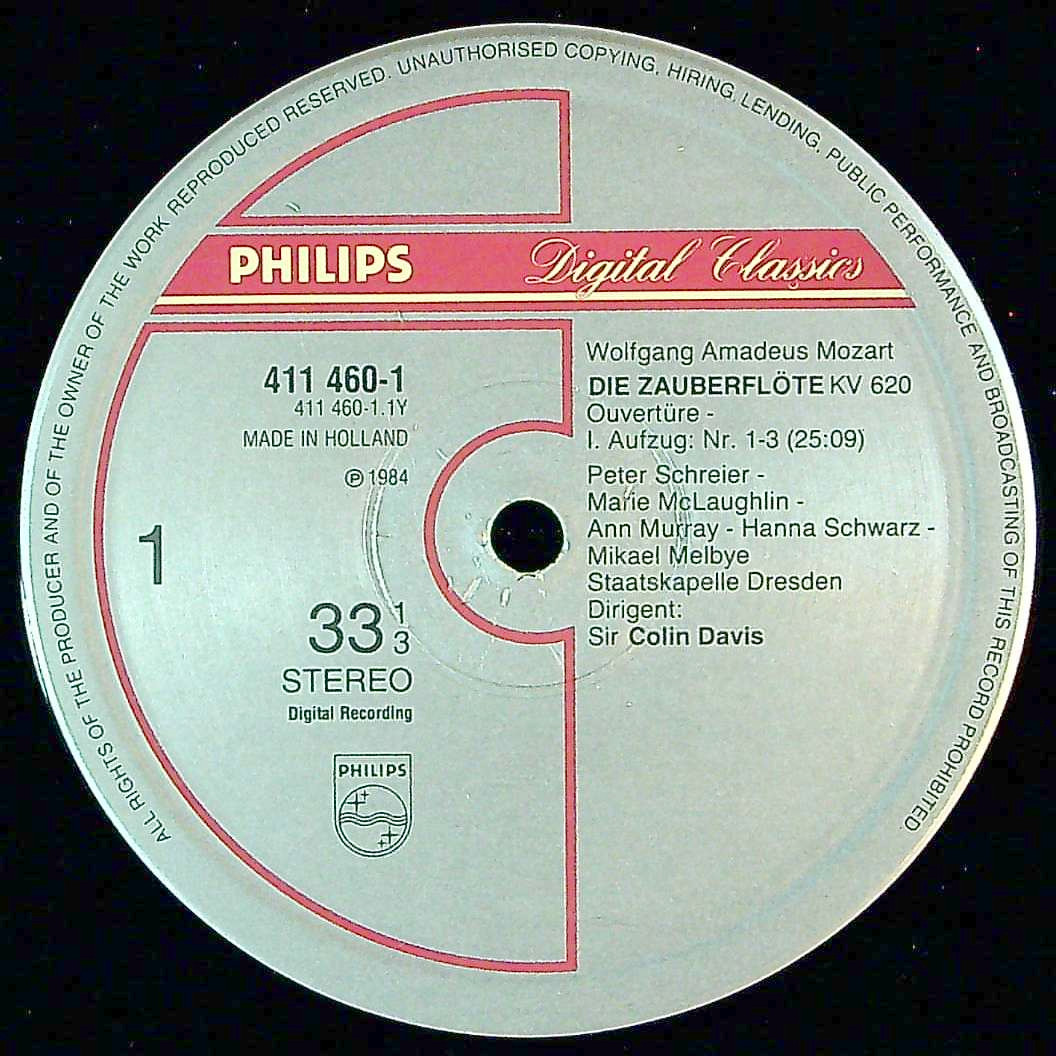 ALL RIGHTS OF THE PRODUCER AND OF THE OWNER OF THE WORK REPRODUCED RESERVED. UNAUTHORISED COPYING, HIRING, LENDING, PUBLIC PERFORMANCE AND BROADCASTING OF THIS RECORD PROHIBITED
PHILIPS Digital Classics
411 460-1
411 460-1.1Y
MADE IN HOLLAND
℗ 1984
1
33 1/3
STEREO
Digital Recording
PHILIPS
Wolfgang Amadeus Mozart
DIE ZAUBERFLÖTE KV 620
Ouvertüre -
I. Aufzug: Nr. 1-3 (25:09)
Peter Schreier -
Marie McLaughlin -
Ann Murray - Hanna Schwarz -
Mikael Melbye
Staatskapelle Dresden
Dirigent:
Sir Colin Davis